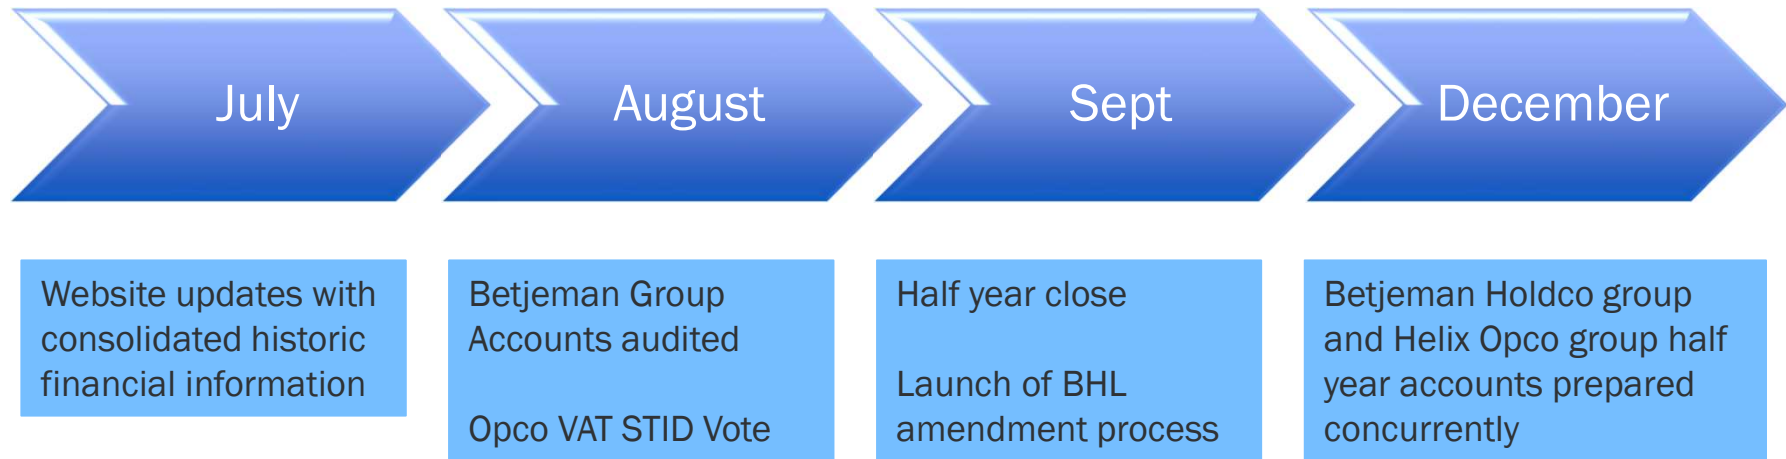 July
August
Sept
December
Website updates with
consolidated historic
financial information
Betjeman Group
Accounts audited
Opco VAT STID Vote
Half year close
Launch of BHL
amendment process
Betjeman Holdco group
and Helix Opco group half
year accounts prepared
concurrently